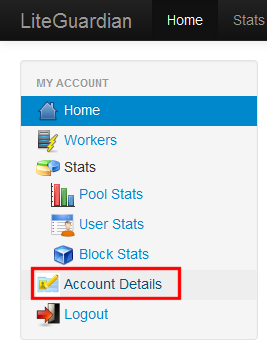 LiteGuardian Home Stats
MY ACCOUNT
Home
Workers
Stats
Pool Stats
User Stats
Block Stats
Account Details
Logout